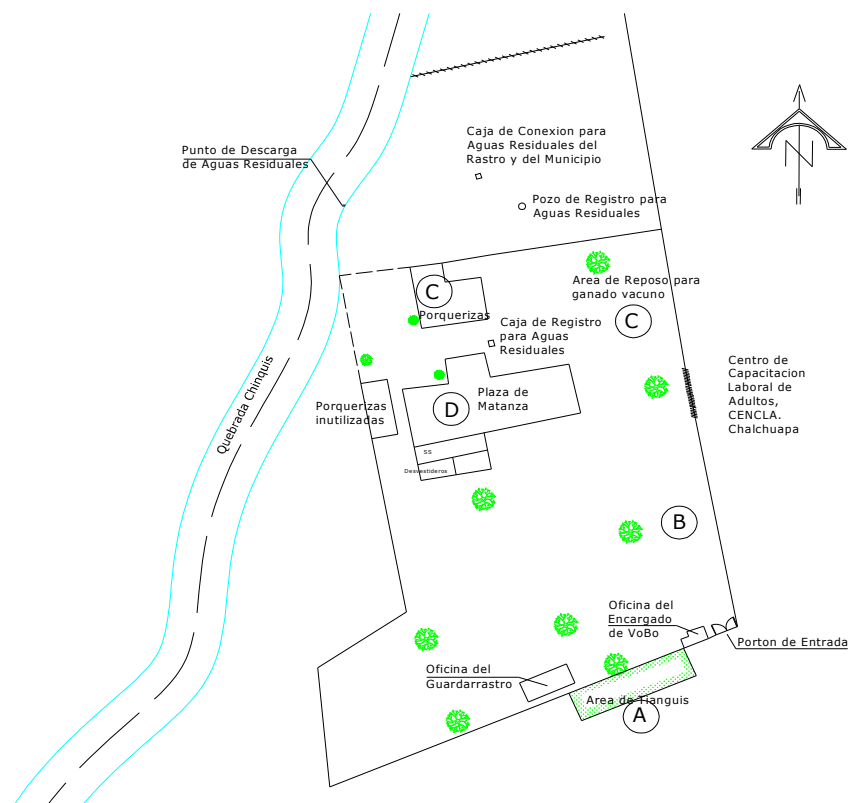 Caja de Conexion para
Aguas Residuales del
Rastro y del Municipio
Punto de Descarga
de Aguas Residuales
N
Pozo de Registro para
Aguas Residuales
Area de Reposo para
ganado vacuno
C
C
Porquerizas
Caja de Registro
para Aguas
Residuales
Centro de
Capacitacion
Laboral de
Adultos,
CENCLA.
Chalchuapa
Quebrada Chinquis
Porquerizas
inutilizadas
D
Plaza de
Matanza
SS
Desvestideros
B
Oficina del
Encargado
de VoBo
Porton de Entrada
Oficina del
Guardarrastro
Area de Tianguis
A